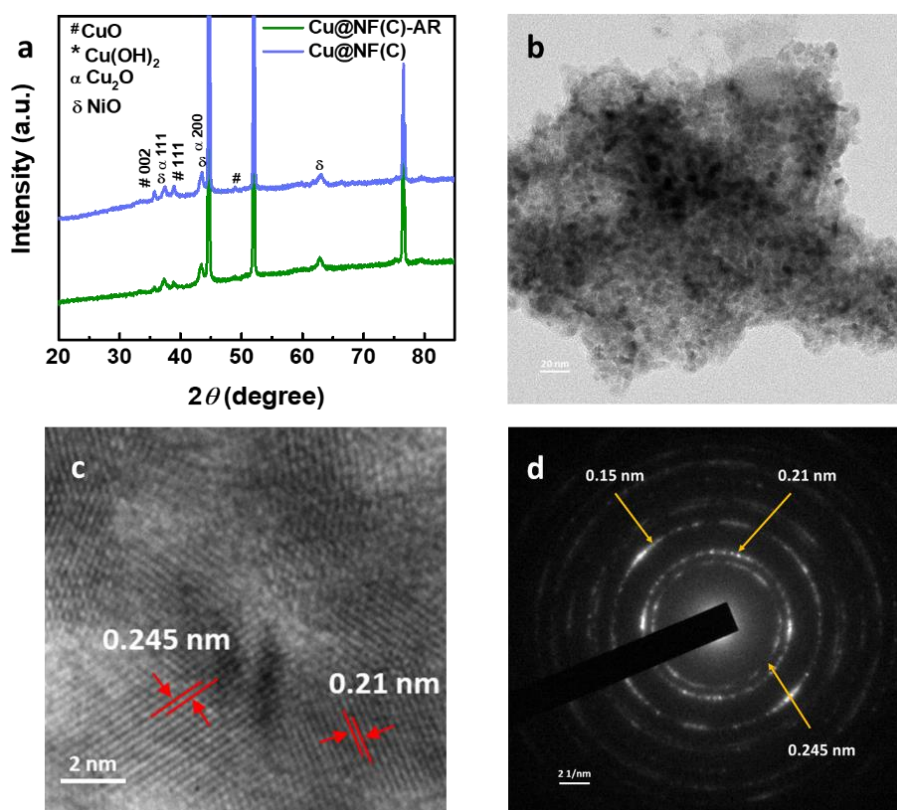 a
#CuO
* Cu(OH)₂
α Cu₂O
δ NiO
Cu@NF(C)-AR
Cu@NF(C)
# 002
δ α 111
# 111
δ α 200
#
δ
Intensity (a.u.)
20 30 40 50 60 70 80
2θ (degree)
b
20 nm
c
0.245 nm
0.21 nm
2 nm
d
0.15 nm
0.21 nm
0.245 nm
2 1/nm